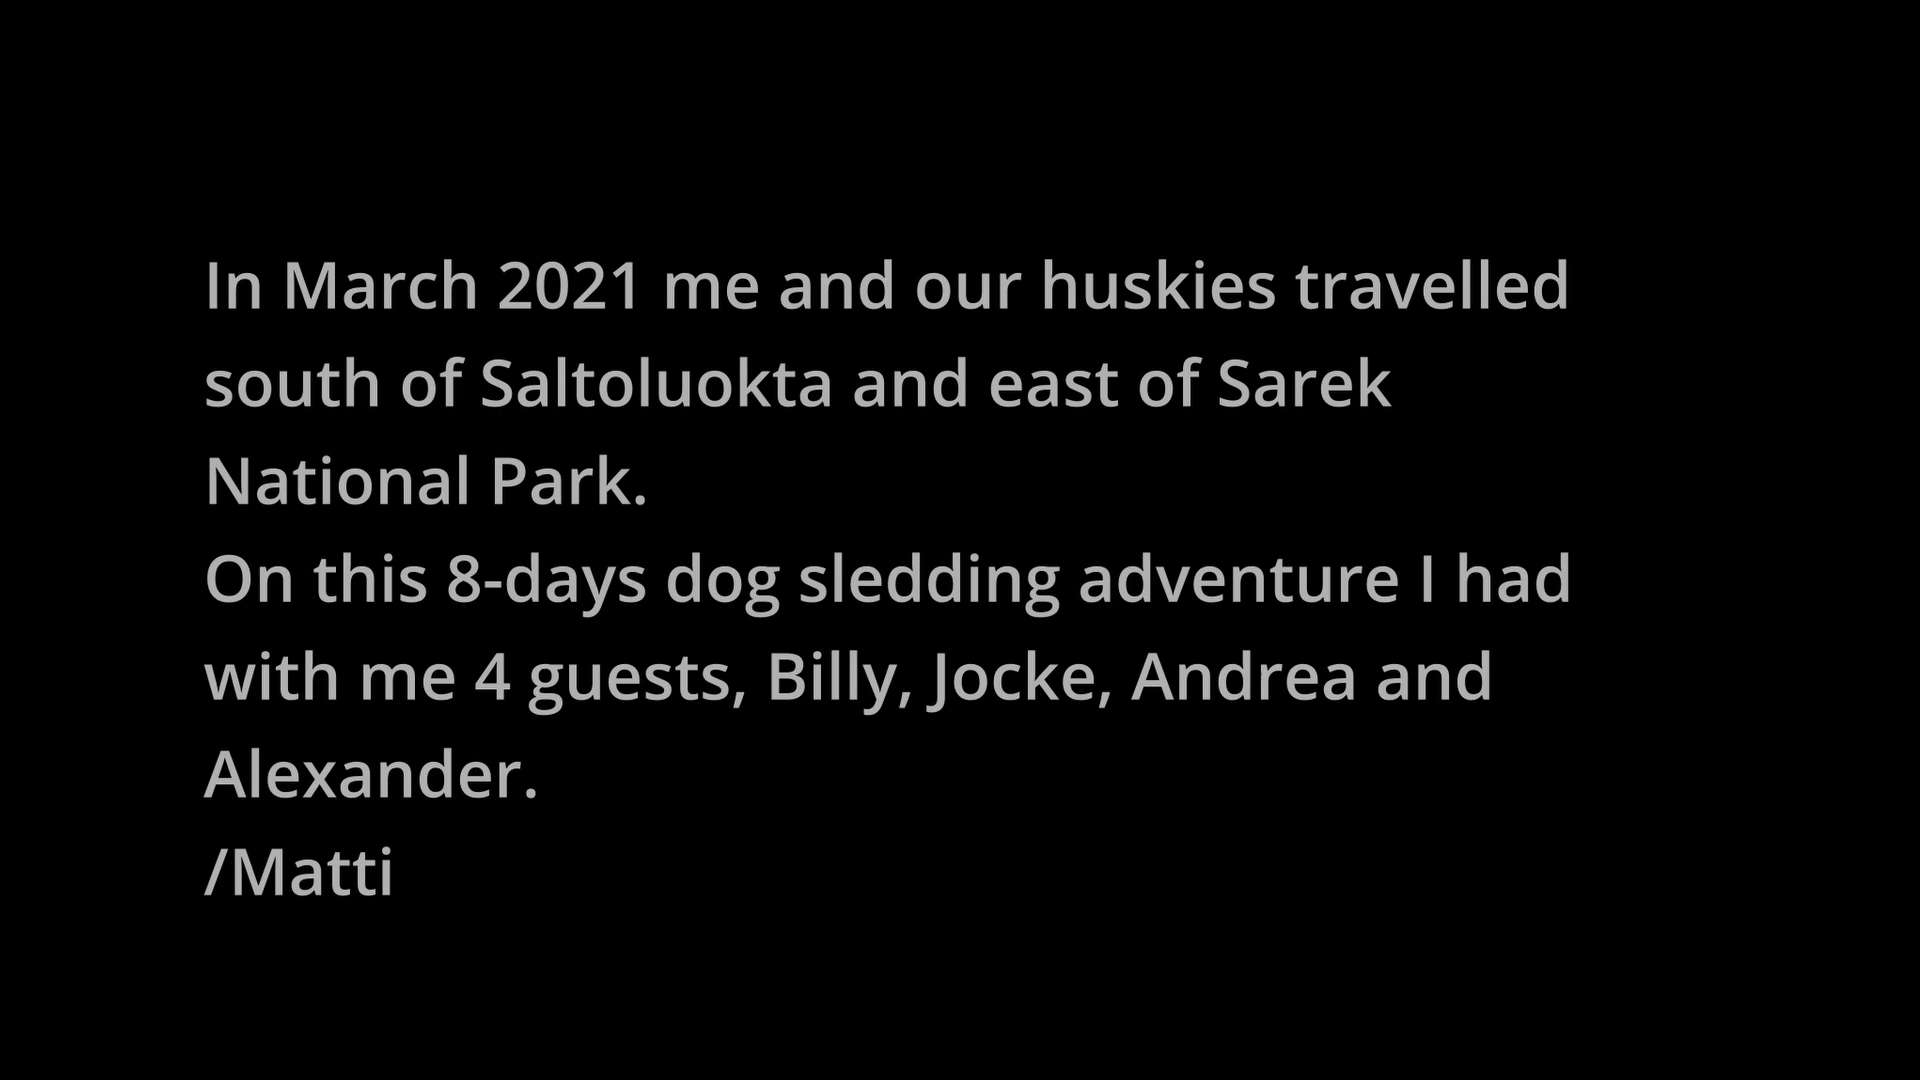 In March 2021 me and our huskies travelled
south of Saltoluokta and east of Sarek
National Park.
On this 8-days dog sledding adventure I had
with me 4 guests, Billy, Jocke, Andrea and
Alexander.
/Matti